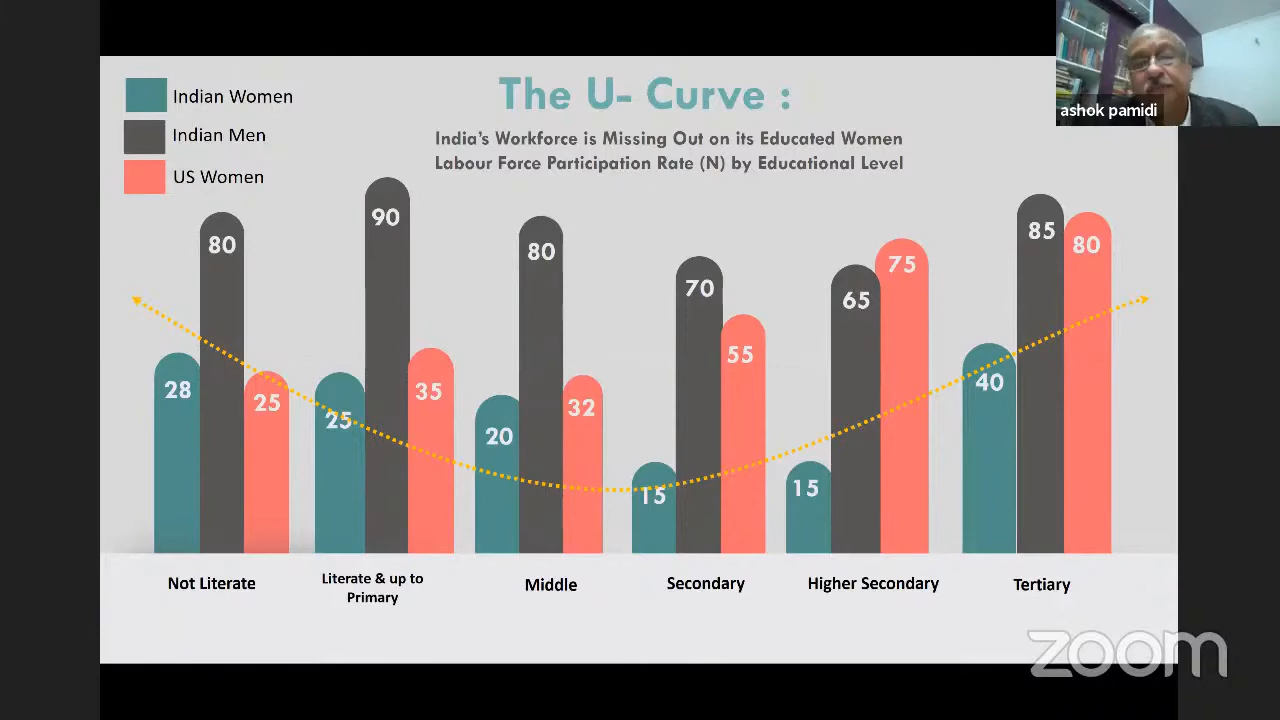 Indian Women
Indian Men
US Women
The U- Curve :
India's Workforce is Missing Out on its Educated Women
Labour Force Participation Rate (N) by Educational Level
ashok pamidi
28
80
25
25
90
35
20
80
32
15
70
55
15
65
75
40
85
80
Not Literate
Literate & up to
Primary
Middle
Secondary
Higher Secondary
Tertiary
zoom